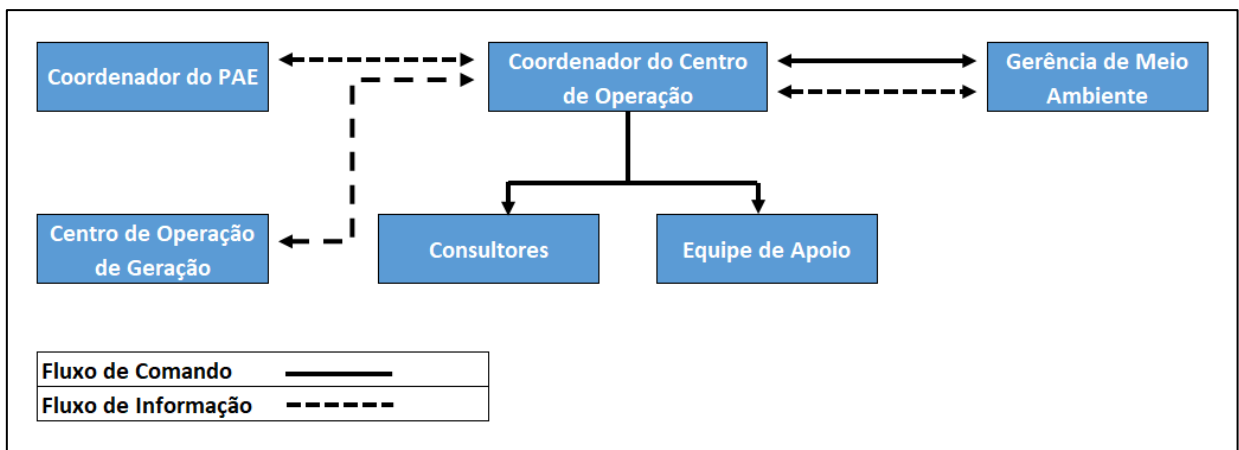 Coordenador do PAE
Coordenador do Centro
de Operação
Gerência de Meio
Ambiente
Centro de Operação
de Geração
Consultores
Equipe de Apoio
Fluxo de Comando
Fluxo de Informação